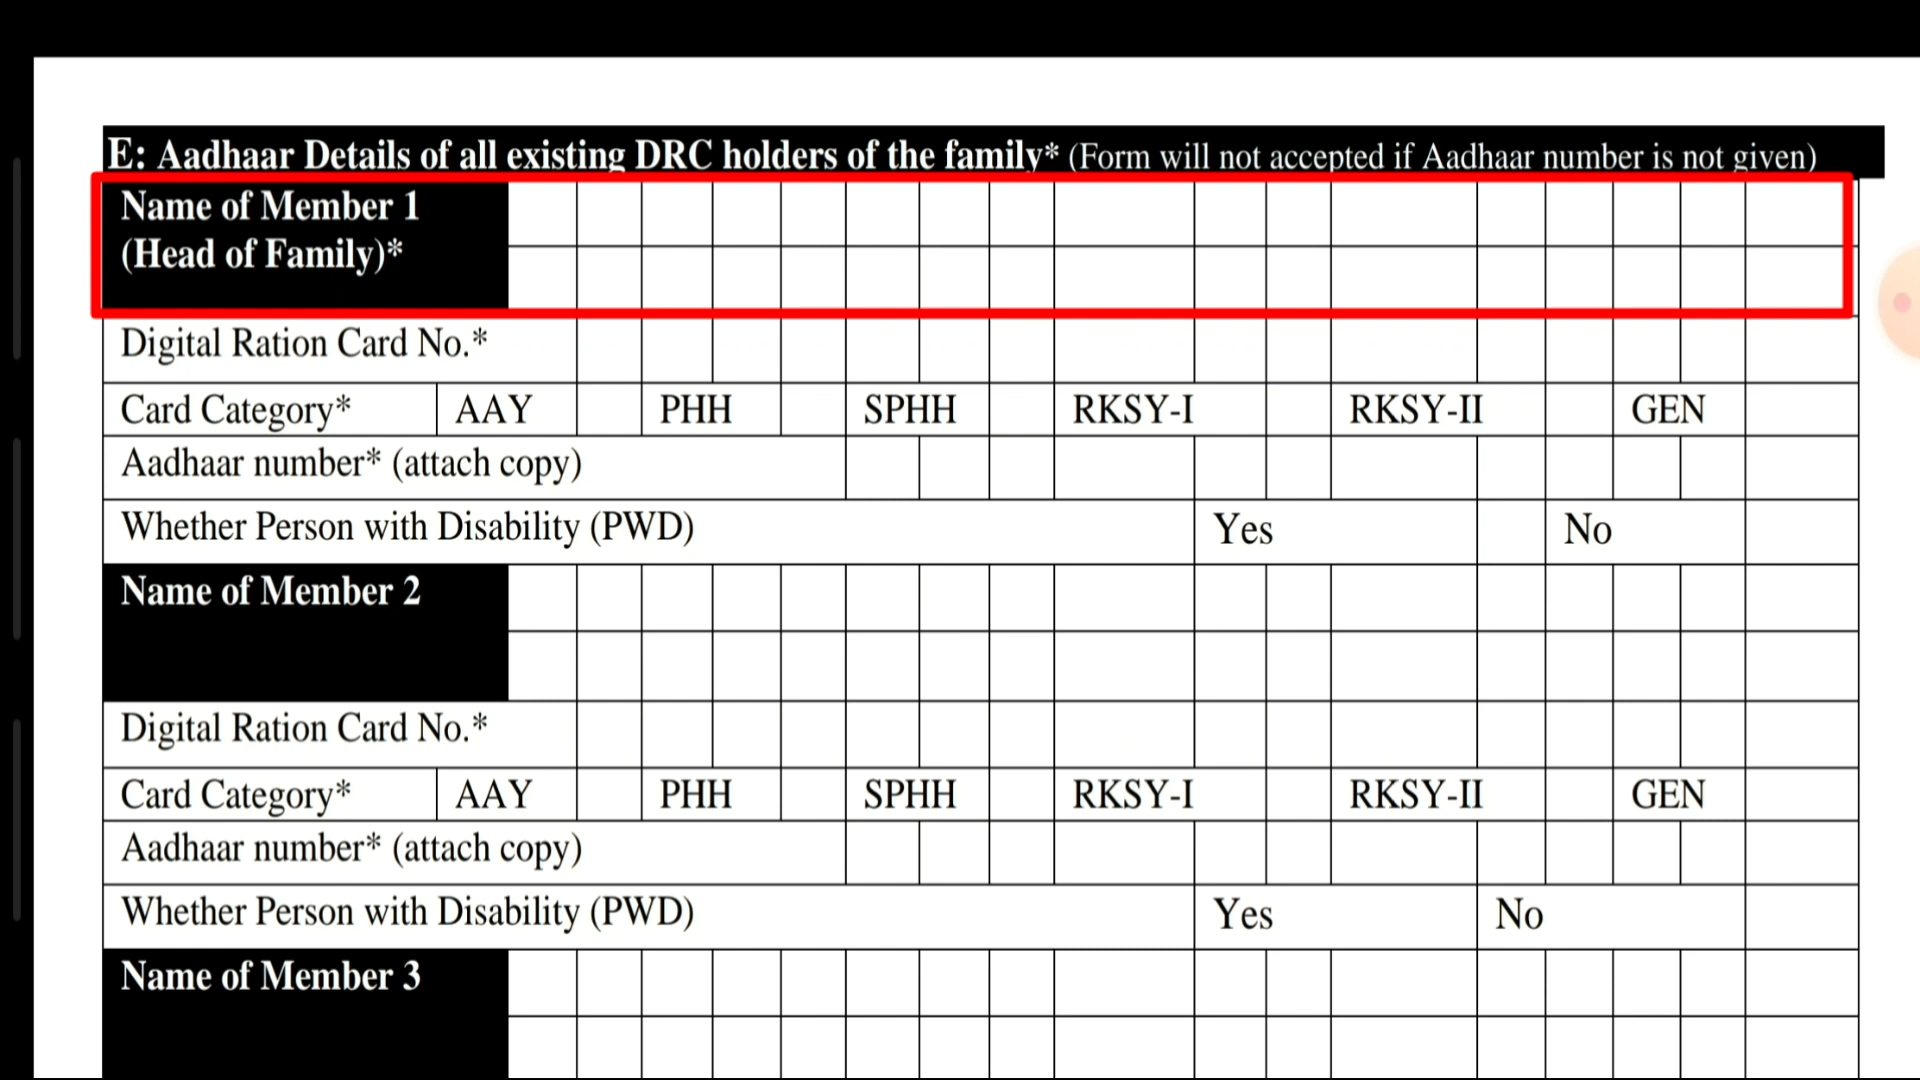 E: Aadhaar Details of all existing DRC holders of the family* (Form will not accepted if Aadhaar number is not given)
Name of Member 1
(Head of Family)*
Digital Ration Card No.*
Card Category* AAY PHH SPHH RKSY-I RKSY-II GEN
Aadhaar number* (attach copy)
Whether Person with Disability (PWD) Yes No
Name of Member 2
Digital Ration Card No.*
Card Category* AAY PHH SPHH RKSY-I RKSY-II GEN
Aadhaar number* (attach copy)
Whether Person with Disability (PWD) Yes No
Name of Member 3